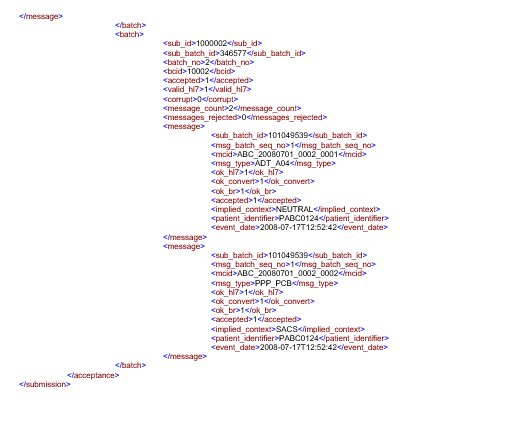 </message>
</batch>
<batch>
<sub_id>1000002</sub_id>
<sub_batch_id>346577</sub_batch_id>
<batch_no>2</batch_no>
<bcid>10002</bcid>
<accepted>1</accepted>
<valid_hl7>1</valid_hl7>
<corrupt>0</corrupt>
<message_count>2</message_count>
<messages_rejected>0</messages_rejected>
<message>
<sub_batch_id>101049539</sub_batch_id>
<msg_batch_seq_no>1</msg_batch_seq_no>
<mcid>ABC_20080701_0002_0001</mcid>
<msg_type>ADT_A04</msg_type>
<ok_hl7>1</ok_hl7>
<ok_convert>1</ok_convert>
<ok_br>1</ok_br>
<accepted>1</accepted>
<implied_context>NEUTRAL</implied_context>
<patient_identifier>PABC0124</patient_identifier>
<event_date>2008-07-17T12:52:42</event_date>
</message>
<message>
<sub_batch_id>101049539</sub_batch_id>
<msg_batch_seq_no>1</msg_batch_seq_no>
<mcid>ABC_20080701_0002_0002</mcid>
<msg_type>PPP_PCB</msg_type>
<ok_hl7>1</ok_hl7>
<ok_convert>1</ok_convert>
<ok_br>1</ok_br>
<accepted>1</accepted>
<implied_context>SACS</implied_context>
<patient_identifier>PABC0124</patient_identifier>
<event_date>2008-07-17T12:52:42</event_date>
</message>
</batch>
</acceptance>
</submission>